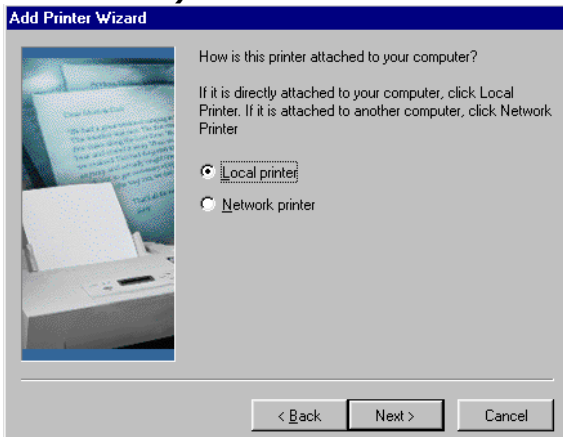 Add Printer Wizard
How is this printer attached to your computer?
If it is directly attached to your computer, click Local
Printer. If it is attached to another computer, click Network
Printer
Local printer
Network printer
< Back
Next >
Cancel